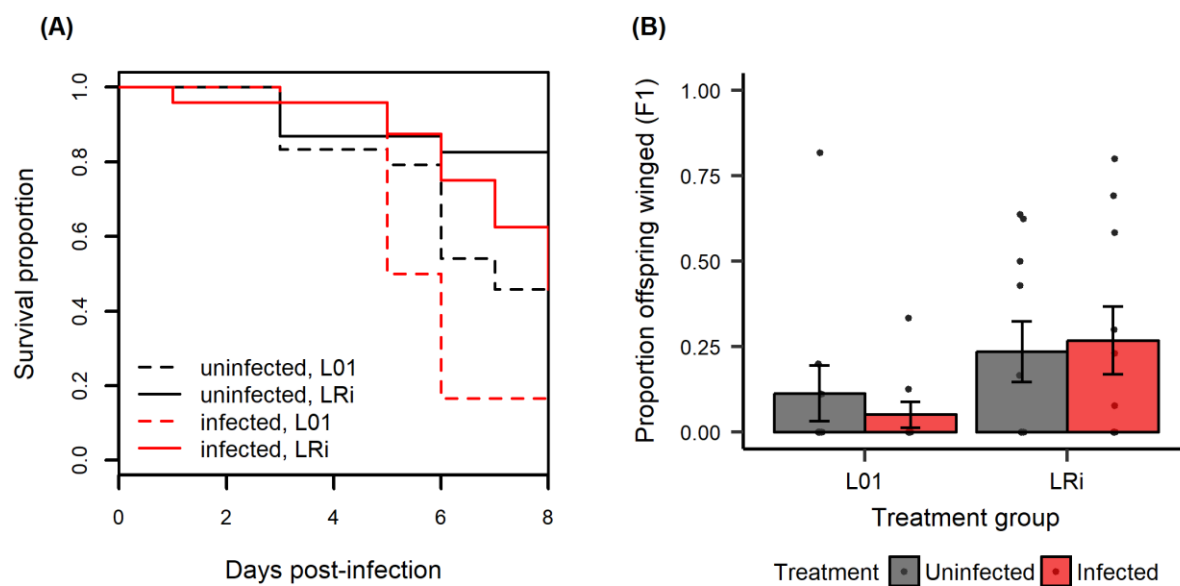 (A)
Survival proportion
1.0
0.8
0.6
0.4
0.2
0.0
uninfected, L01
uninfected, LRi
infected, L01
infected, LRi
0 2 4 6 8
Days post-infection
(B)
Proportion offspring winged (F1)
1.00
0.75
0.50
0.25
0.00
L01 LRi
Treatment group
Treatment Uninfected Infected